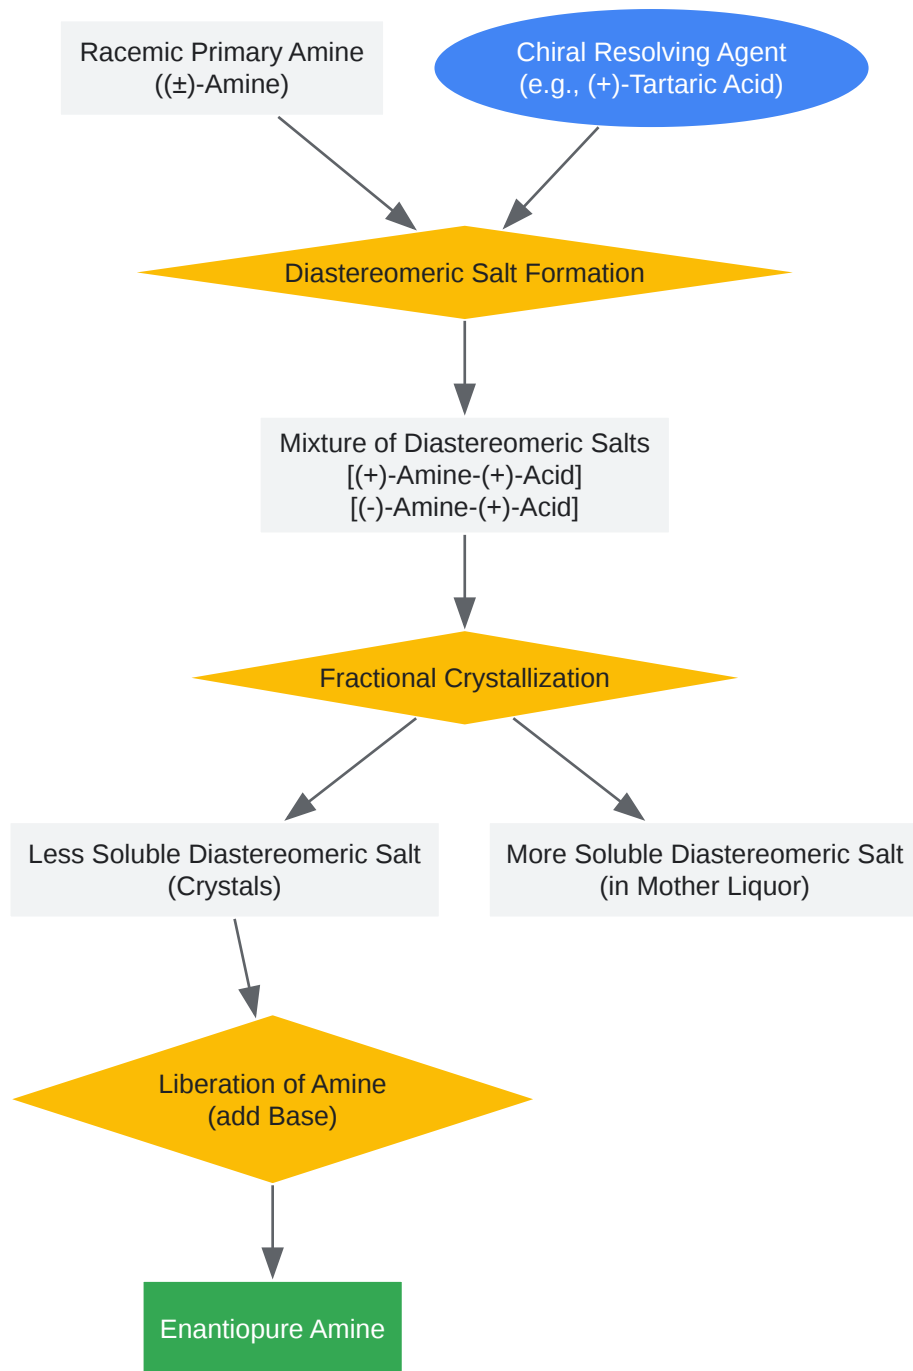 Racemic Primary Amine
((±)-Amine)
Chiral Resolving Agent
(e.g., (+)-Tartaric Acid)
Diastereomeric Salt Formation
Mixture of Diastereomeric Salts
[(+)-Amine-(+)-Acid]
[(-)-Amine-(+)-Acid]
Fractional Crystallization
Less Soluble Diastereomeric Salt
(Crystals)
More Soluble Diastereomeric Salt
(in Mother Liquor)
Liberation of Amine
(add Base)
Enantiopure Amine